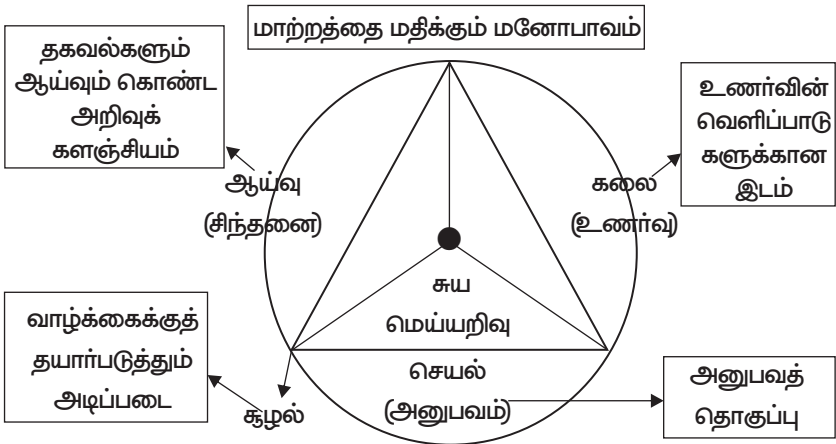 மாற்றத்தை மதிக்கும் மனோபாவம்
தகவல்களும்
ஆய்வும் கொண்ட
அறிவுக்
களஞ்சியம்
உணர்வின்
வெளிப்பாடு
களுக்கான
இடம்
ஆய்வு
(சிந்தனை)
கலை
(உணர்வு)
சுய
மெய்யறிவு
வாழ்க்கைக்குத்
தயார்படுத்தும்
அடிப்படை
சூழல்
செயல்
(அனுபவம்)
அனுபவத்
தொகுப்பு